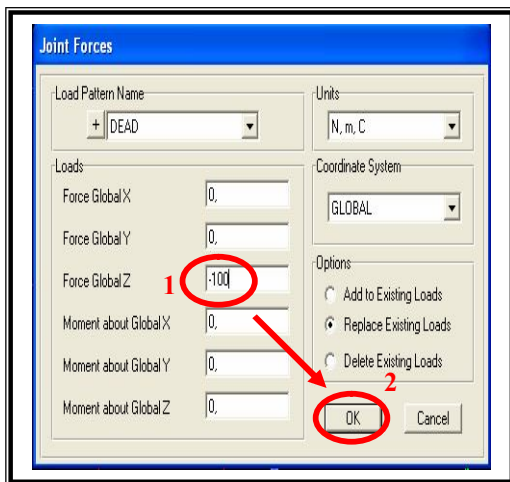 Joint Forces
Load Pattern Name
+ DEAD
Units
N, m, C
Loads
Force Global X 0,
Force Global Y 0,
1 Force Global Z -100
Moment about Global X 0,
Moment about Global Y 0,
Moment about Global Z 0,
Coordinate System
GLOBAL
Options
Add to Existing Loads
Replace Existing Loads
Delete Existing Loads
2
OK Cancel